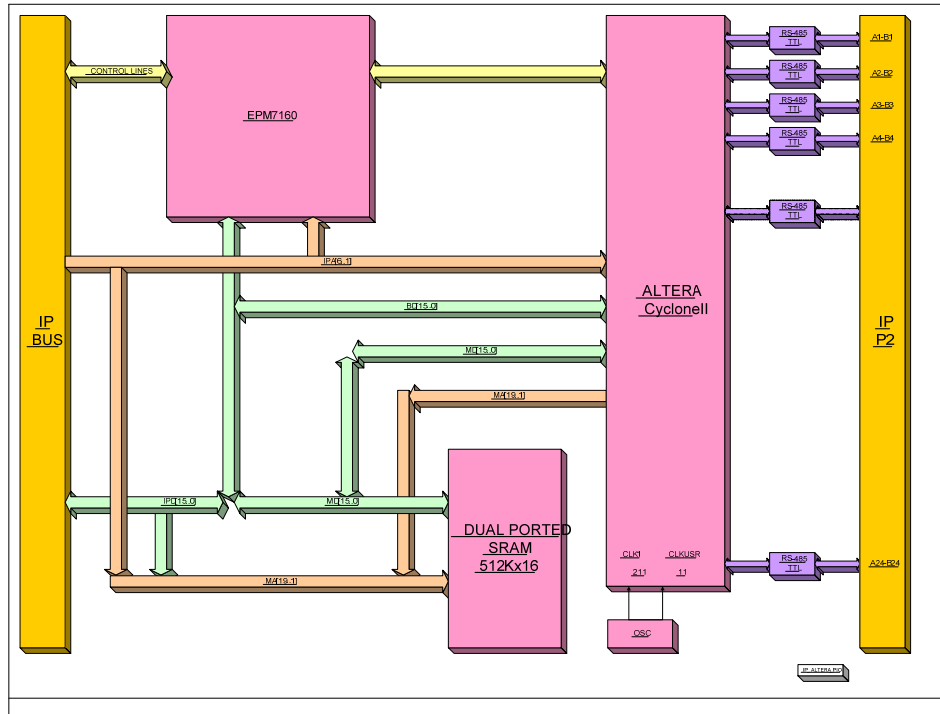 RS-485
TTL
A1-B1
CONTROL LINES
RS-485
TTL
A2-B2
RS-485
TTL
A3-B3
EPM7160
RS-485
TTL
A4-B4
RS-485
TTL
IPA[6..1]
ALTERA
CycloneII
BD[15..0]
IP
BUS
IP
P2
MD[15..0]
MA[19..1]
IPD[15..0]
MD[15..0]
DUAL PORTED
SRAM
512Kx16
CLK1
CLKUSR
211
11
RS-485
TTL
A24-B24
MA[19..1]
OSC
IP_ALTERA.PIO